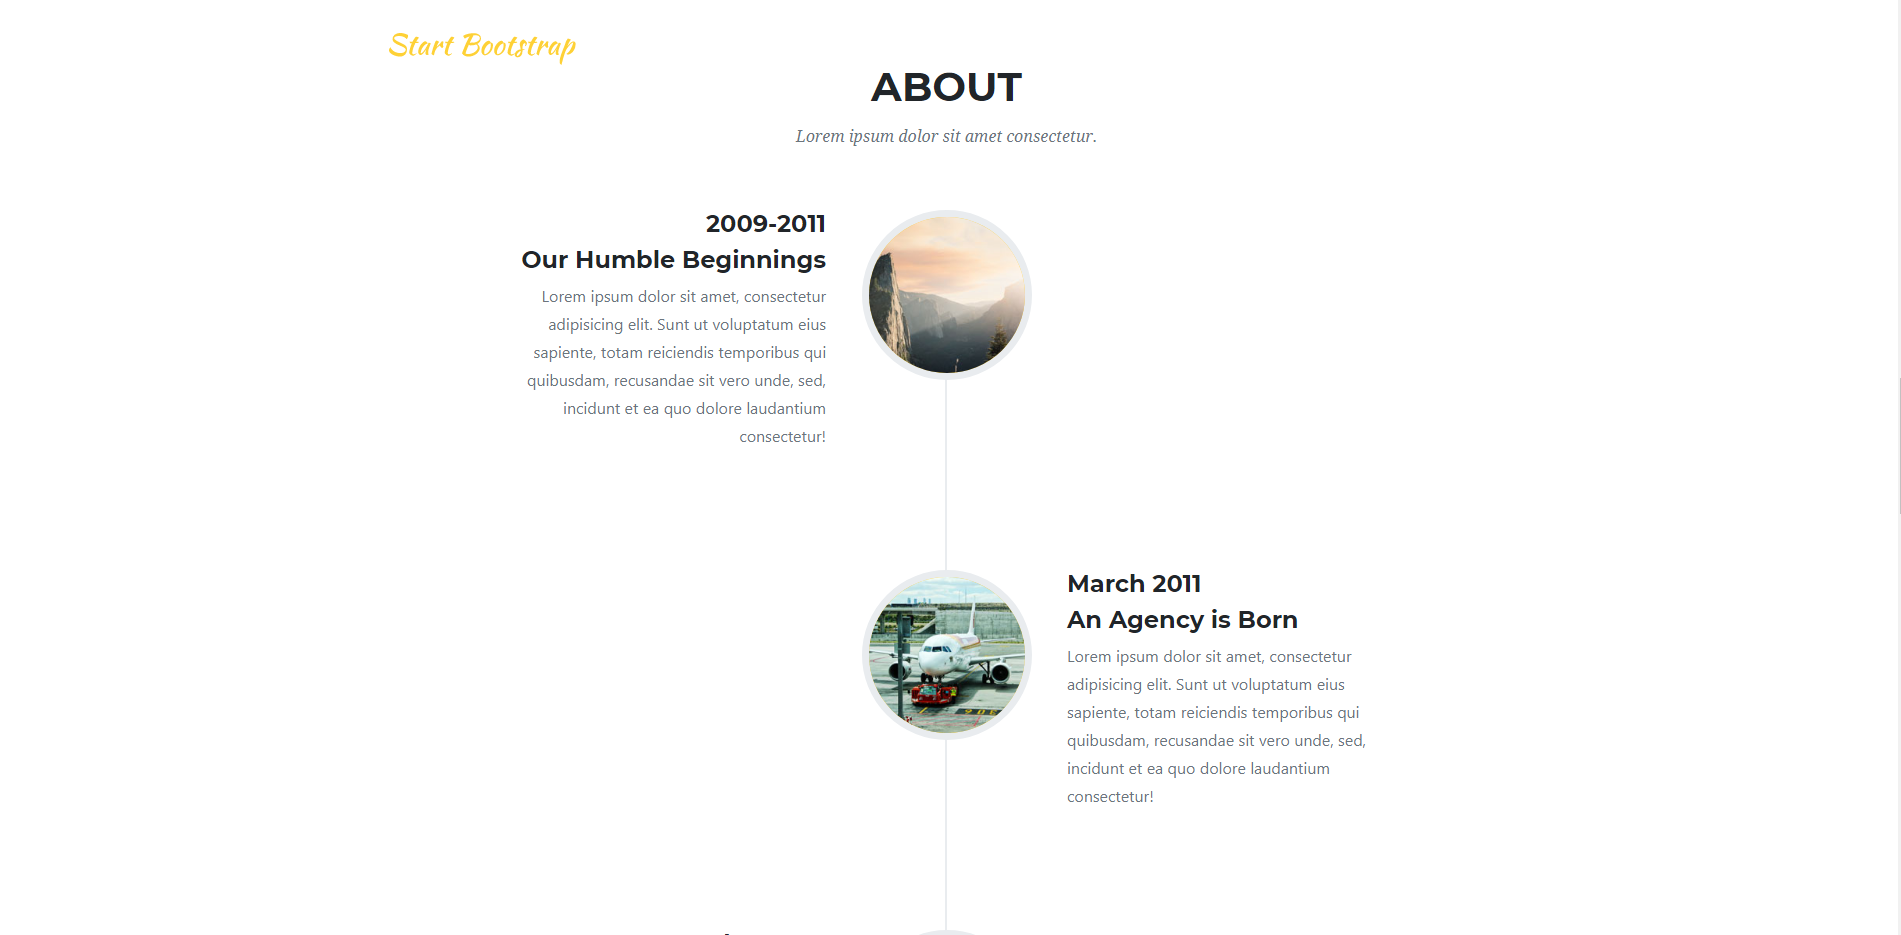 Start Bootstrap
ABOUT
Lorem ipsum dolor sit amet consectetur.
2009-2011
Our Humble Beginnings
Lorem ipsum dolor sit amet, consectetur
adipisicing elit. Sunt ut voluptatum eius
sapiente, totam reiciendis temporibus qui
quibusdam, recusandae sit vero unde, sed,
incidunt et ea quo dolore laudantium
consectetur!
March 2011
An Agency is Born
Lorem ipsum dolor sit amet, consectetur
adipisicing elit. Sunt ut voluptatum eius
sapiente, totam reiciendis temporibus qui
quibusdam, recusandae sit vero unde, sed,
incidunt et ea quo dolore laudantium
consectetur!